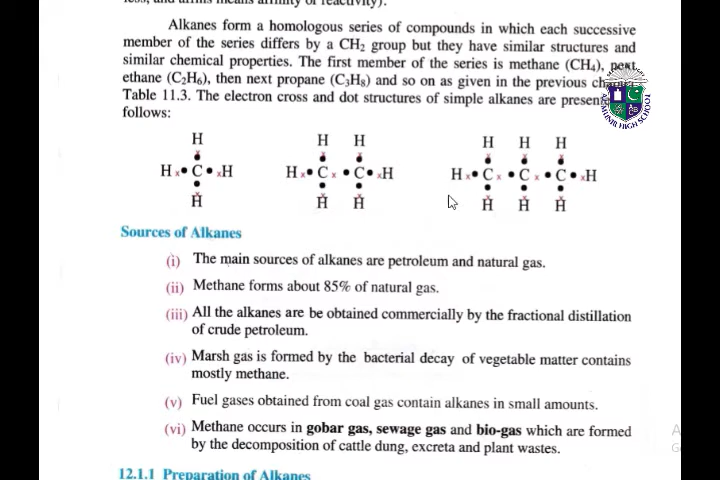 Alkanes form a homologous series of compounds in which each successive
member of the series differs by a CH₂ group but they have similar structures and
similar chemical properties. The first member of the series is methane (CH₄), next
ethane (C₂H₆), then next propane (C₃H₈) and so on as given in the previous
Table 11.3. The electron cross and dot structures of simple alkanes are
follows:
H H H H H H
H C H H C C H H C C C H
H H H H H H
Sources of Alkanes
(i) The main sources of alkanes are petroleum and natural gas.
(ii) Methane forms about 85% of natural gas.
(iii) All the alkanes are be obtained commercially by the fractional distillation
of crude petroleum.
(iv) Marsh gas is formed by the bacterial decay of vegetable matter contains
mostly methane.
(v) Fuel gases obtained from coal gas contain alkanes in small amounts.
(vi) Methane occurs in gobar gas, sewage gas and bio-gas which are formed
by the decomposition of cattle dung, excreta and plant wastes.
12.1.1 Preparation of Alkanes
HIGH SCHOOL